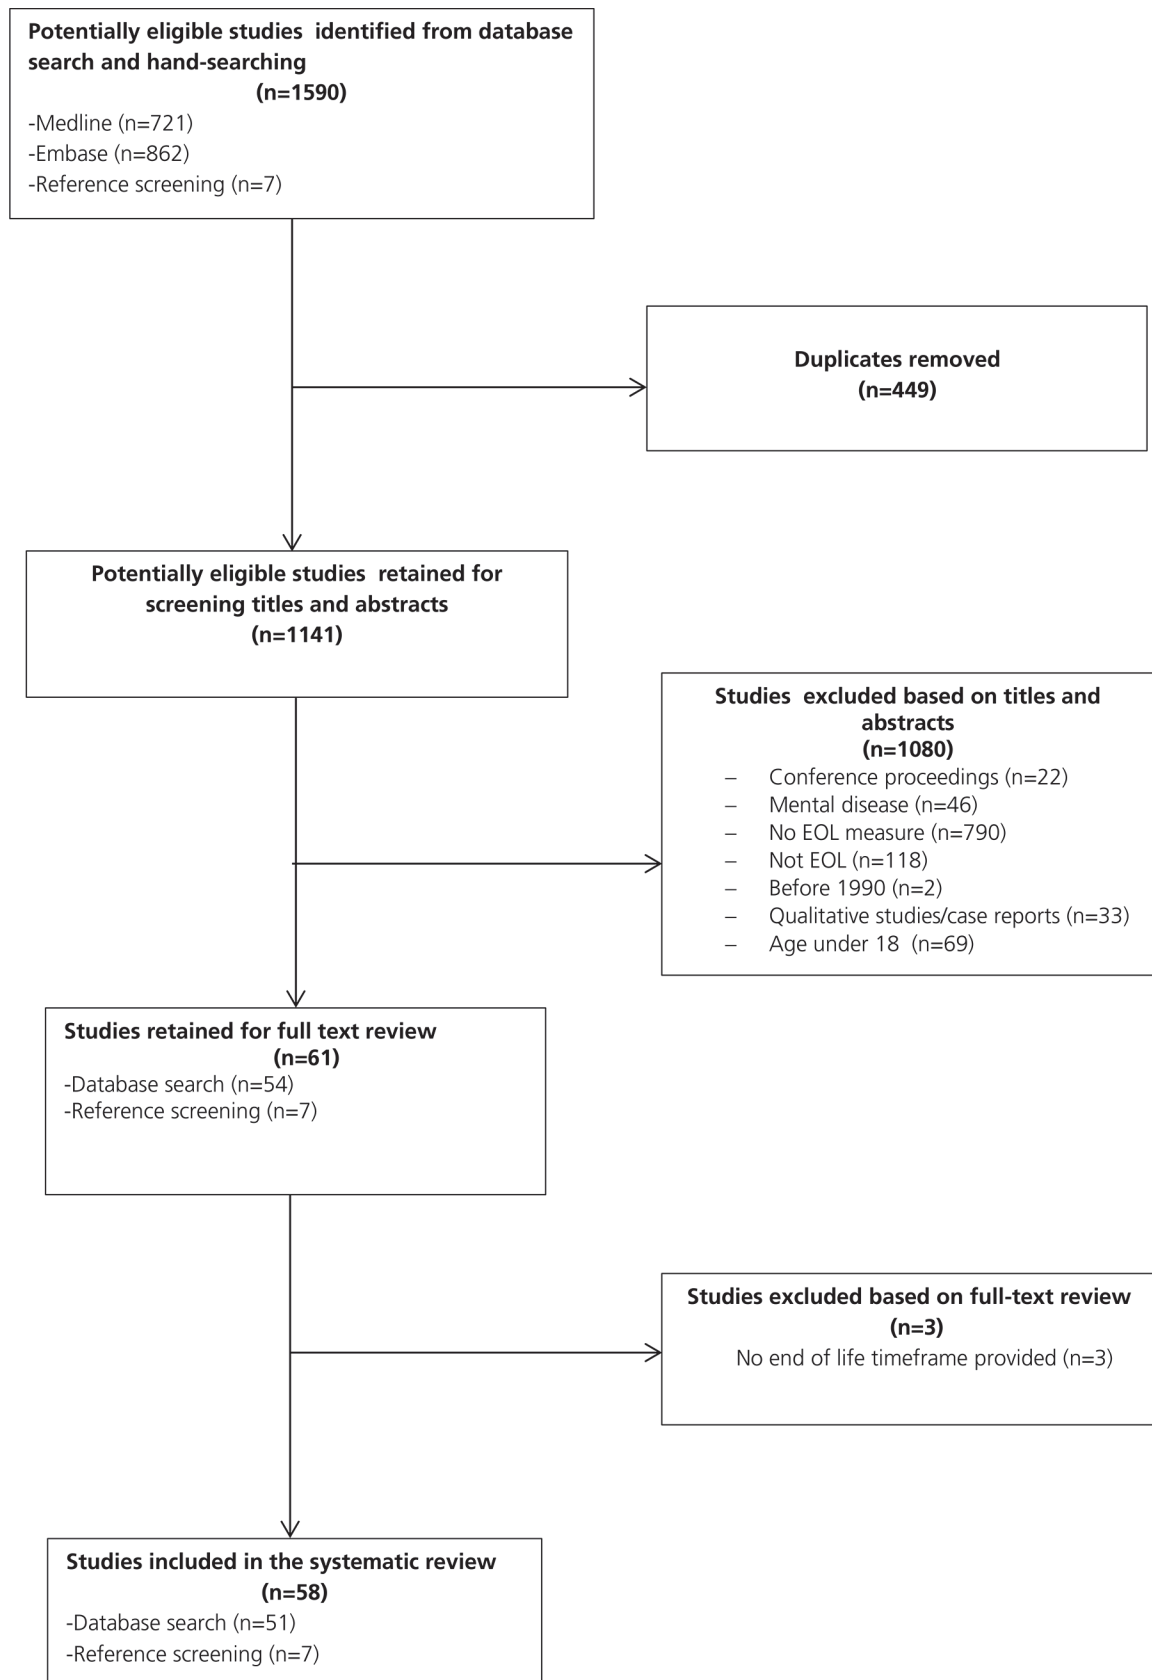 Potentially eligible studies identified from database
search and hand-searching
(n=1590)
-Medline (n=721)
-Embase (n=862)
-Reference screening (n=7)
Duplicates removed
(n=449)
Potentially eligible studies retained for
screening titles and abstracts
(n=1141)
Studies excluded based on titles and
abstracts
(n=1080)
– Conference proceedings (n=22)
– Mental disease (n=46)
– No EOL measure (n=790)
– Not EOL (n=118)
– Before 1990 (n=2)
– Qualitative studies/case reports (n=33)
– Age under 18 (n=69)
Studies retained for full text review
(n=61)
-Database search (n=54)
-Reference screening (n=7)
Studies excluded based on full-text review
(n=3)
No end of life timeframe provided (n=3)
Studies included in the systematic review
(n=58)
-Database search (n=51)
-Reference screening (n=7)